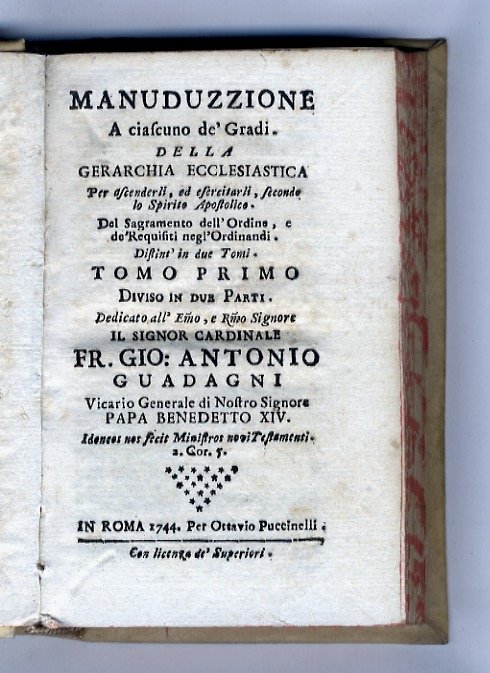 MANUDUZZIONE
A ciaſcuno de' Gradi.
DELLA
GERARCHIA ECCLESIASTICA
Per aſcenderli, ed eſercitarli, ſecondo
lo Spirito Apoſtolico.
Del Sagramento dell'Ordine, e
de'Requiſiti negl'Ordinandi.
Diſtint' in due Tomi.
TOMO PRIMO
DIVISO IN DUE PARTI.
Dedicato all' Em̃o, e Rm̃o Signore
IL SIGNOR CARDINALE
FR. GIO: ANTONIO
GUADAGNI
Vicario Generale di Noſtro Signore
PAPA BENEDETTO XIV.
Idoneos nos fecit Miniſtros novi Teſtamenti.
2. Cor. 3.
IN ROMA 1744. Per Ottavio Puccinelli.
Con licenza de' Superiori.